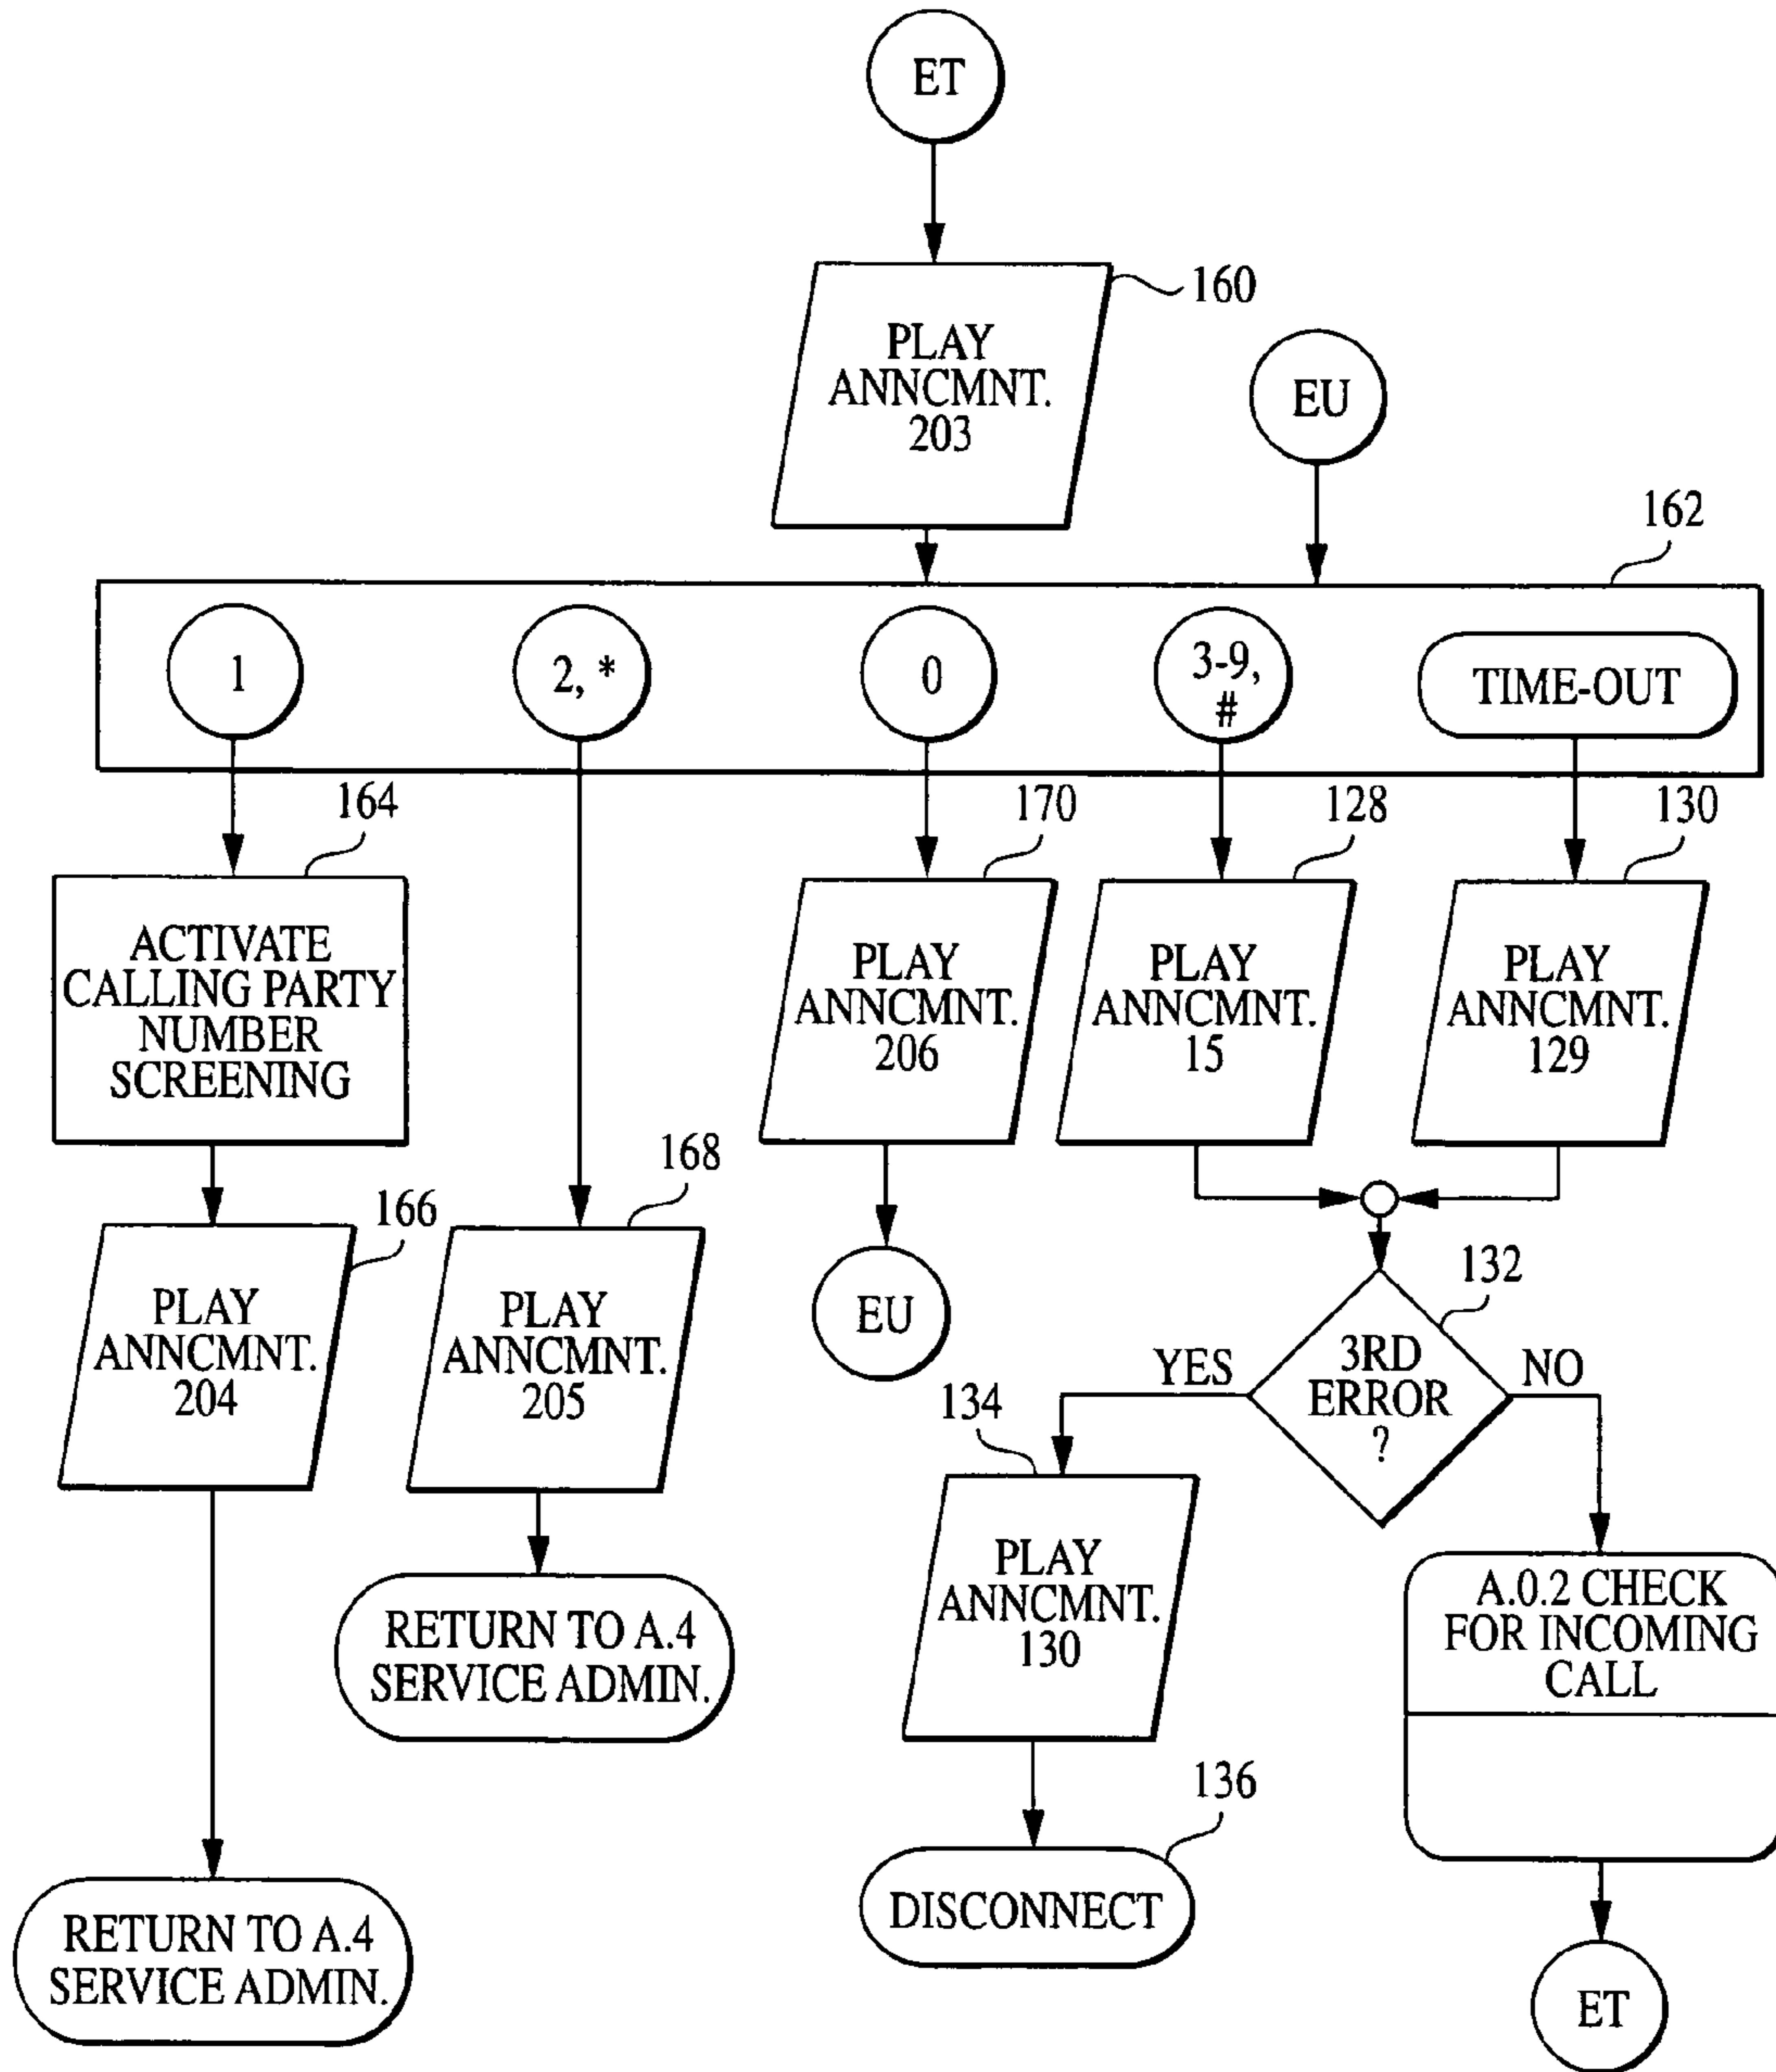 ET
160
PLAY
ANNCMNT.
203
EU
162
1
2, *
0
3-9,
#
TIME-OUT
164
170
128
130
ACTIVATE
CALLING PARTY
NUMBER
SCREENING
PLAY
ANNCMNT.
206
PLAY
ANNCMNT.
15
PLAY
ANNCMNT.
129
166
168
PLAY
ANNCMNT.
204
PLAY
ANNCMNT.
205
EU
132
3RD
ERROR
?
YES
NO
134
PLAY
ANNCMNT.
130
A.0.2 CHECK
FOR INCOMING
CALL
RETURN TO A.4
SERVICE ADMIN.
136
DISCONNECT
RETURN TO A.4
SERVICE ADMIN.
ET